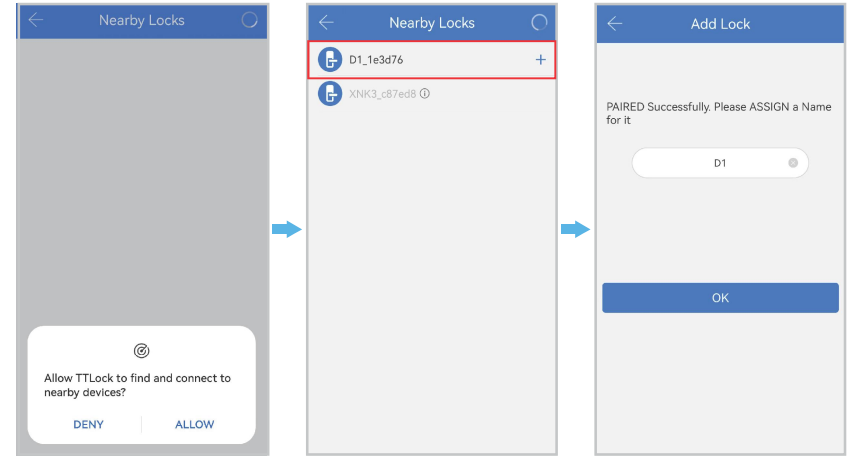 Nearby Locks
Allow TTLock to find and connect to
nearby devices?
DENY
ALLOW
Nearby Locks
D1_1e3d76
XNK3_c87ed8
Add Lock
PAIRED Successfully. Please ASSIGN a Name
for it
D1
OK